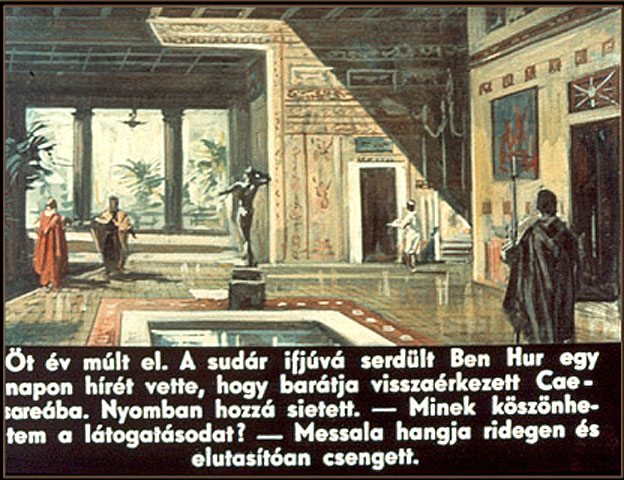 Öt év múlt el. A sudár ifjúvá serdült Ben Hur egy
napon hírét vette, hogy barátja visszaérkezett Cae-
sareába. Nyomban hozzá sietett. — Minek köszönhe-
tem a látogatásodat? — Messala hangja ridegen és
elutasítóan csengett.